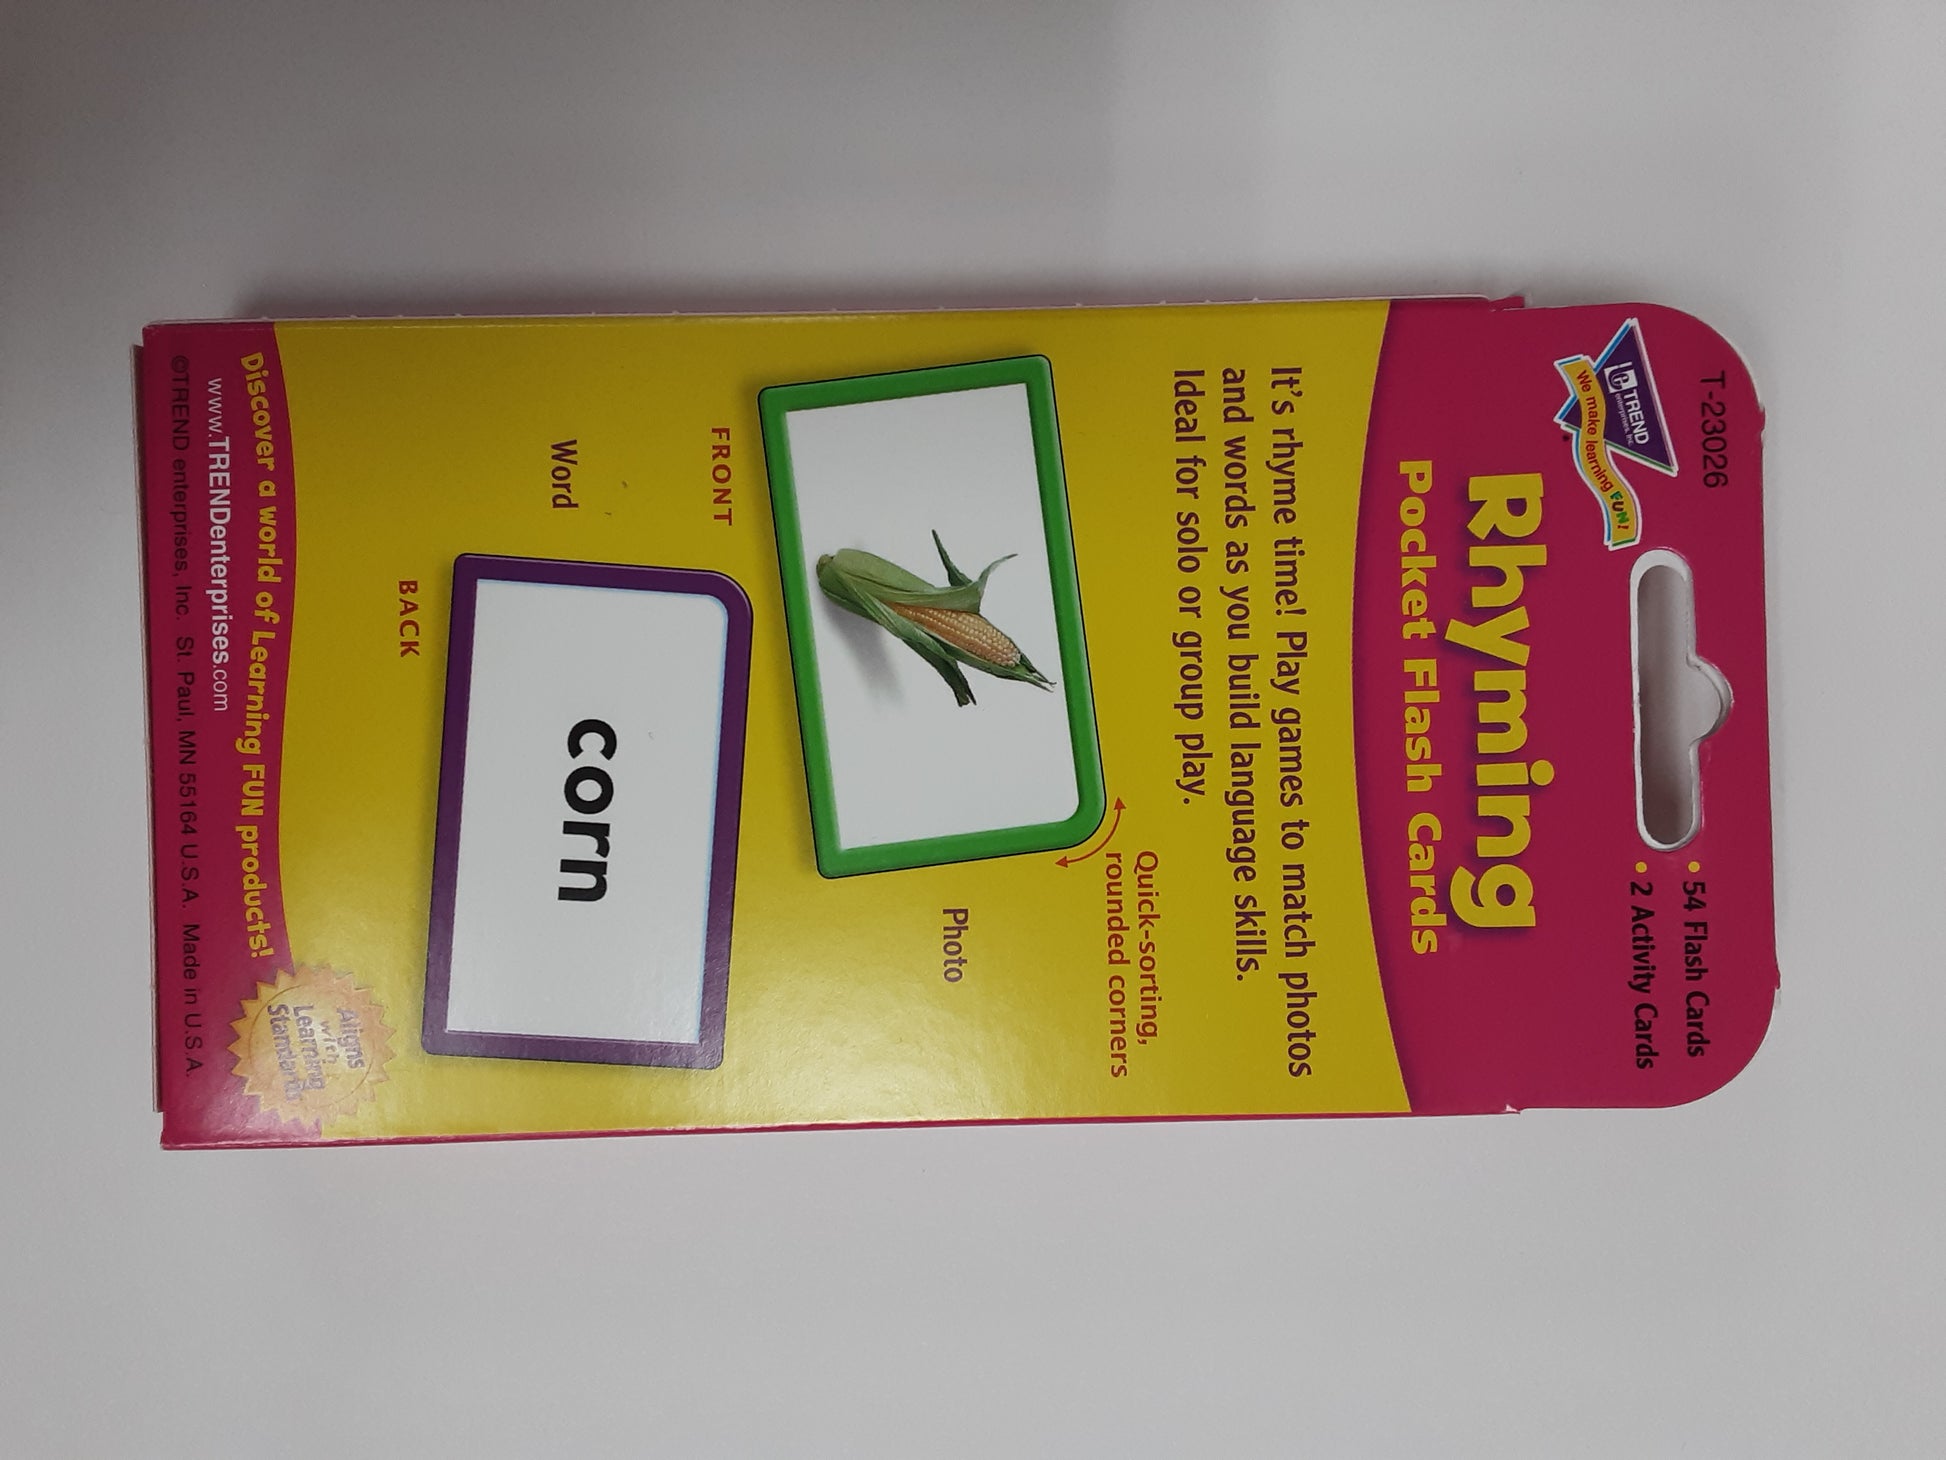 T-23026
• 54 Flash Cards
• 2 Activity Cards
TREND
enterprises, Inc.
We make learning FUN!
Rhyming
Pocket Flash Cards
It's rhyme time! Play games to match photos
and words as you build language skills.
Ideal for solo or group play.
Quick-sorting,
rounded corners
Photo
FRONT
Word
corn
BACK
Aligns
with
Learning
Standards
Discover a world of Learning FUN products!
www.TRENDenterprises.com
©TREND enterprises, Inc. St. Paul, MN 55164 U.S.A. Made in U.S.A.